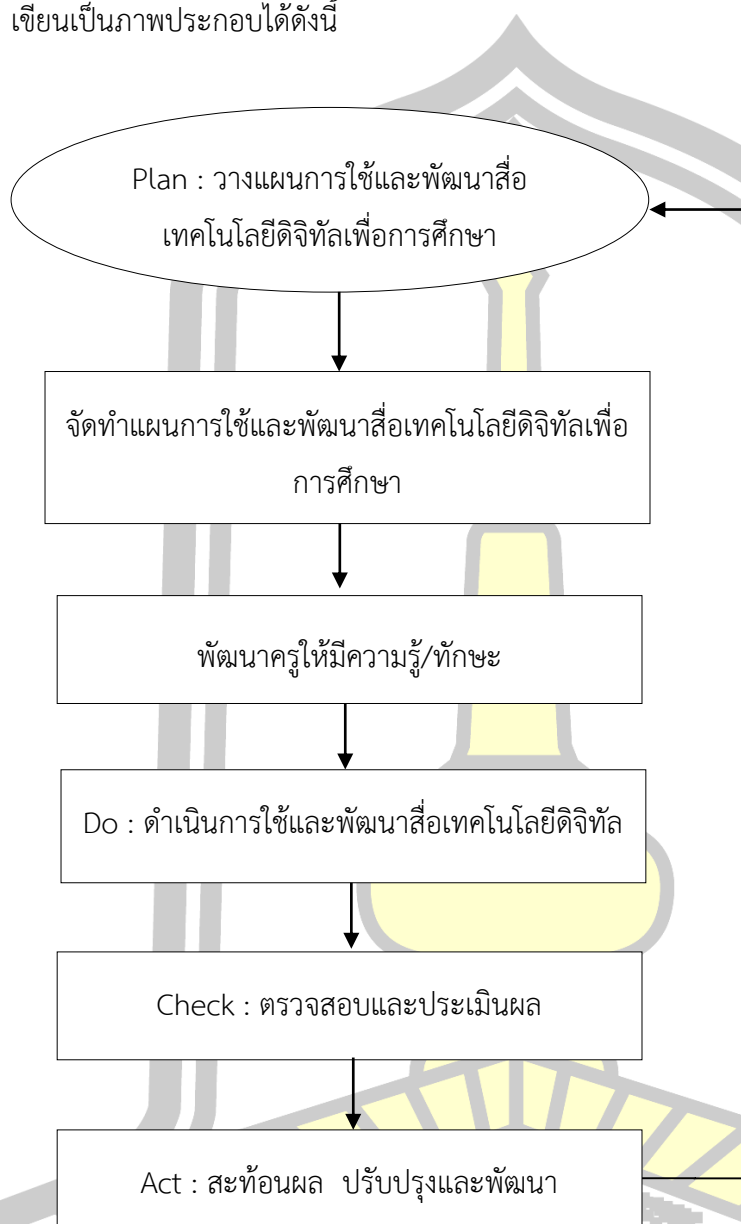 เขียนเป็นภาพประกอบได้ดังนี้
Plan : วางแผนการใช้และพัฒนาสื่อ
เทคโนโลยีดิจิทัลเพื่อการศึกษา
จัดทำแผนการใช้และพัฒนาสื่อเทคโนโลยีดิจิทัลเพื่อ
การศึกษา
พัฒนาครูให้มีความรู้/ทักษะ
Do : ดำเนินการใช้และพัฒนาสื่อเทคโนโลยีดิจิทัล
Check : ตรวจสอบและประเมินผล
Act : สะท้อนผล ปรับปรุงและพัฒนา